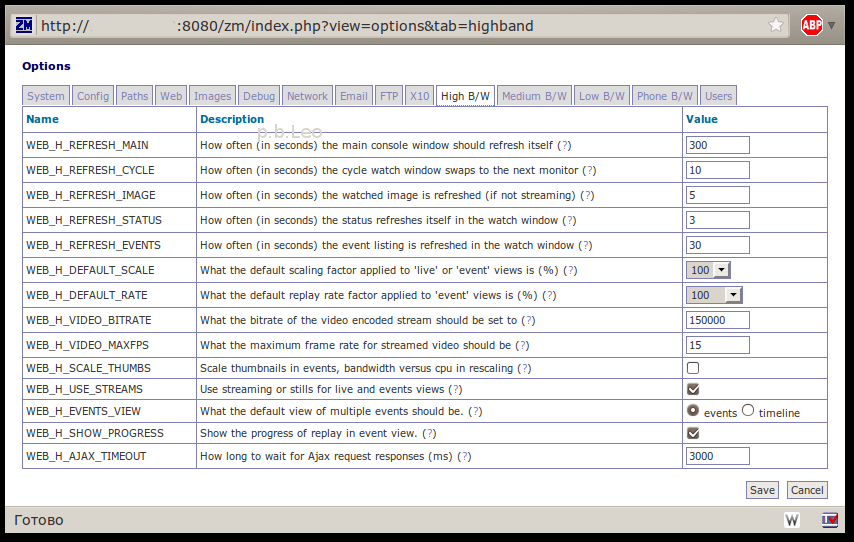 ZM http:// :8080/zm/index.php?view=options&tab=highband ABP
Options
System Config Paths Web Images Debug Network Email FTP X10 High B/W Medium B/W Low B/W Phone B/W Users
Name Description Value
p.b.Leo
WEB_H_REFRESH_MAIN How often (in seconds) the main console window should refresh itself (?) 300
WEB_H_REFRESH_CYCLE How often (in seconds) the cycle watch window swaps to the next monitor (?) 10
WEB_H_REFRESH_IMAGE How often (in seconds) the watched image is refreshed (if not streaming) (?) 5
WEB_H_REFRESH_STATUS How often (in seconds) the status refreshes itself in the watch window (?) 3
WEB_H_REFRESH_EVENTS How often (in seconds) the event listing is refreshed in the watch window (?) 30
WEB_H_DEFAULT_SCALE What the default scaling factor applied to 'live' or 'event' views is (%) (?) 100
WEB_H_DEFAULT_RATE What the default replay rate factor applied to 'event' views is (%) (?) 100
WEB_H_VIDEO_BITRATE What the bitrate of the video encoded stream should be set to (?) 150000
WEB_H_VIDEO_MAXFPS What the maximum frame rate for streamed video should be (?) 15
WEB_H_SCALE_THUMBS Scale thumbnails in events, bandwidth versus cpu in rescaling (?)
WEB_H_USE_STREAMS Use streaming or stills for live and events views (?)
WEB_H_EVENTS_VIEW What the default view of multiple events should be. (?) events timeline
WEB_H_SHOW_PROGRESS Show the progress of replay in event view. (?)
WEB_H_AJAX_TIMEOUT How long to wait for Ajax request responses (ms) (?) 3000
Save Cancel
Готово W